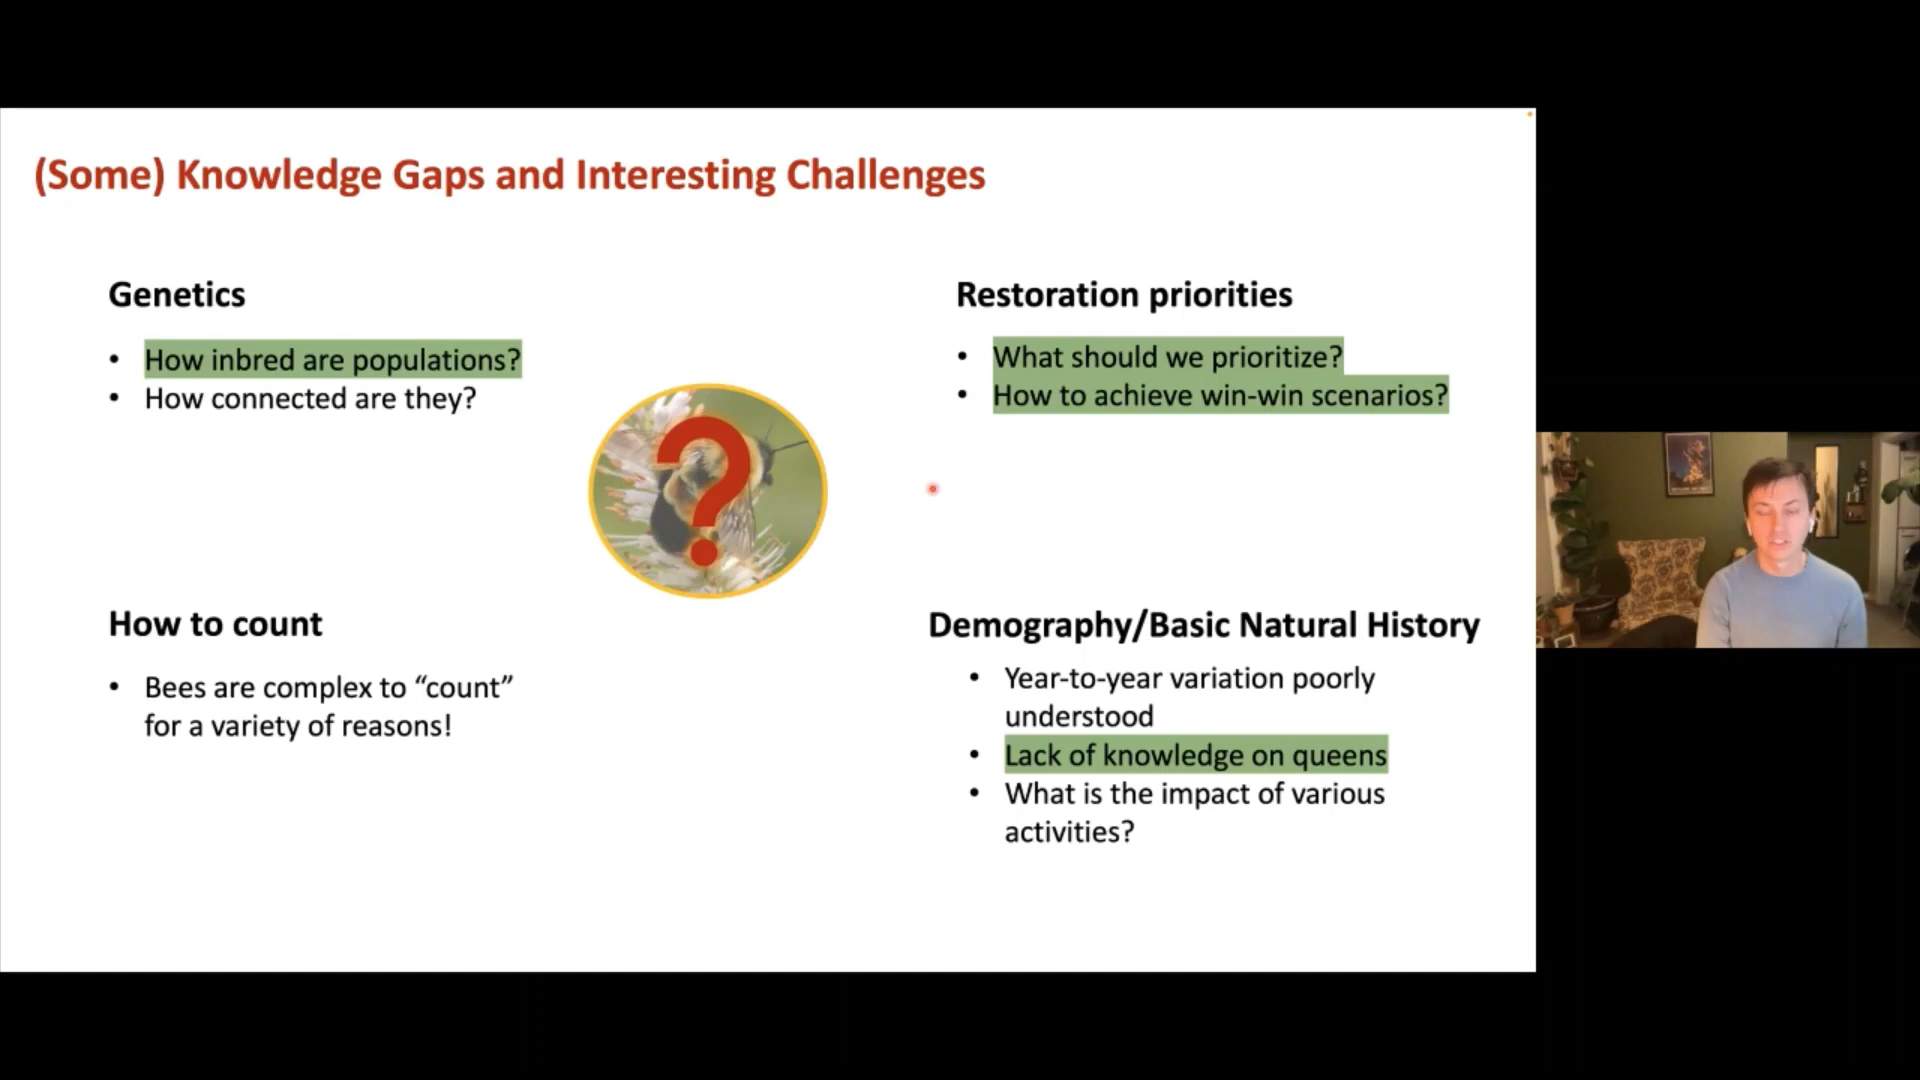 (Some) Knowledge Gaps and Interesting Challenges
Genetics
• How inbred are populations?
• How connected are they?
Restoration priorities
• What should we prioritize?
• How to achieve win-win scenarios?
?
How to count
• Bees are complex to “count”
for a variety of reasons!
Demography/Basic Natural History
• Year-to-year variation poorly
understood
• Lack of knowledge on queens
• What is the impact of various
activities?